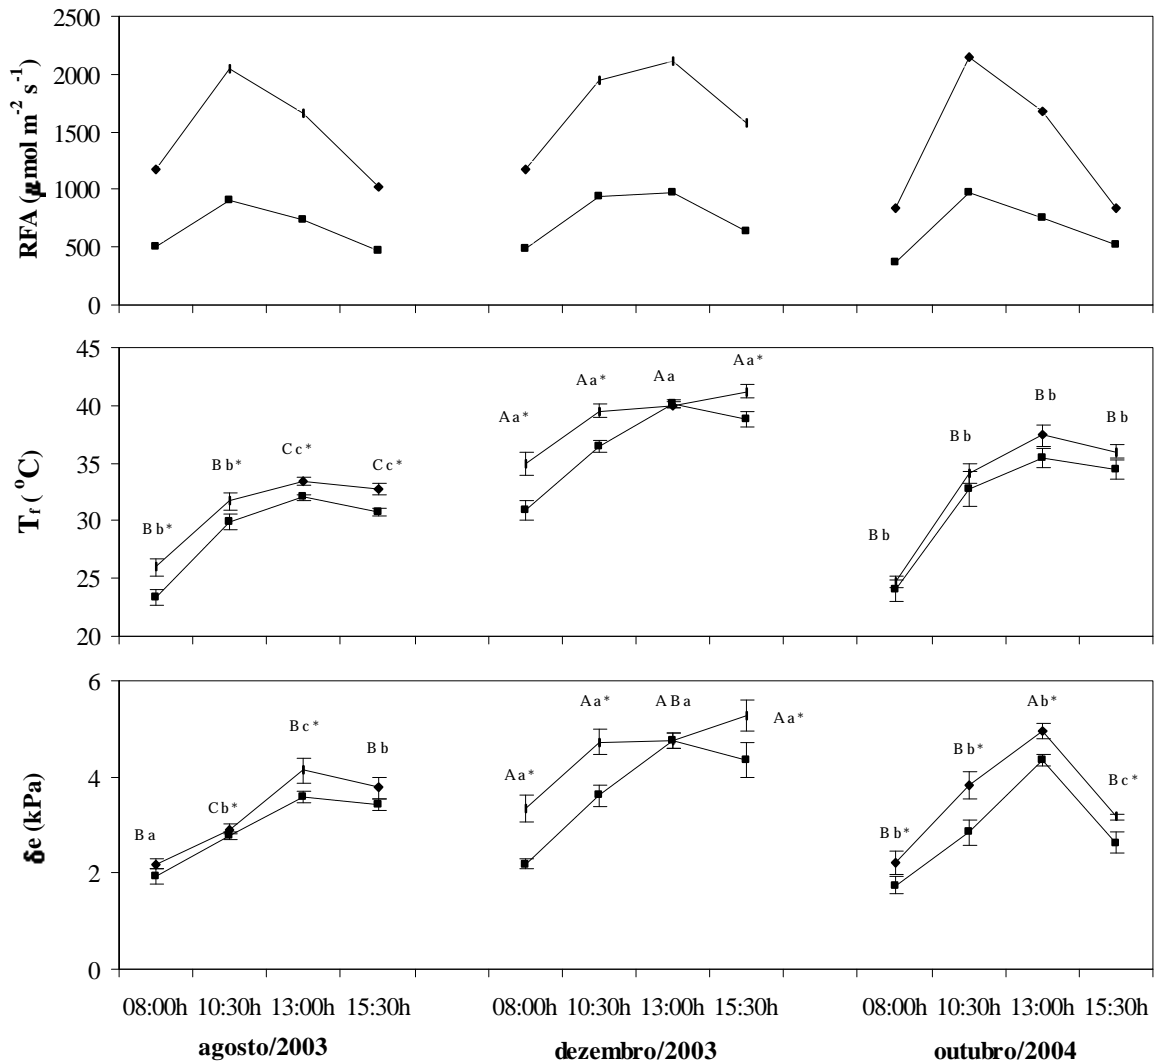 RFA (µmol m⁻² s⁻¹)
2500
2000
1500
1000
500
0
T_f (°C)
45
40
35
30
25
20
Bb*
Bb*
Cc*
Cc*
Aa*
Aa*
Aa
Aa*
Bb
Bb
Bb
Bb
δe (kPa)
6
4
2
0
Ba
Cb*
Bc*
Bb
Aa*
Aa*
ABa
Aa*
Bb*
Bb*
Ab*
Bc*
08:00h 10:30h 13:00h 15:30h 08:00h 10:30h 13:00h 15:30h 08:00h 10:30h 13:00h 15:30h
agosto/2003 dezembro/2003 outubro/2004